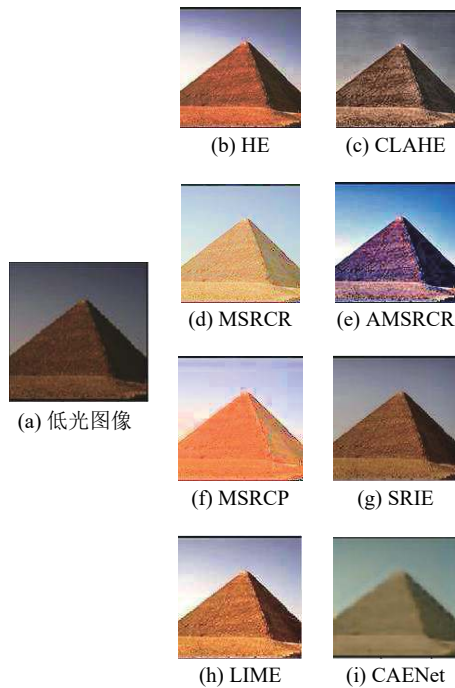 (b) HE
(c) CLAHE
(d) MSRCR
(e) AMSRCR
(a) 低光图像
(f) MSRCP
(g) SRIE
(h) LIME
(i) CAENet